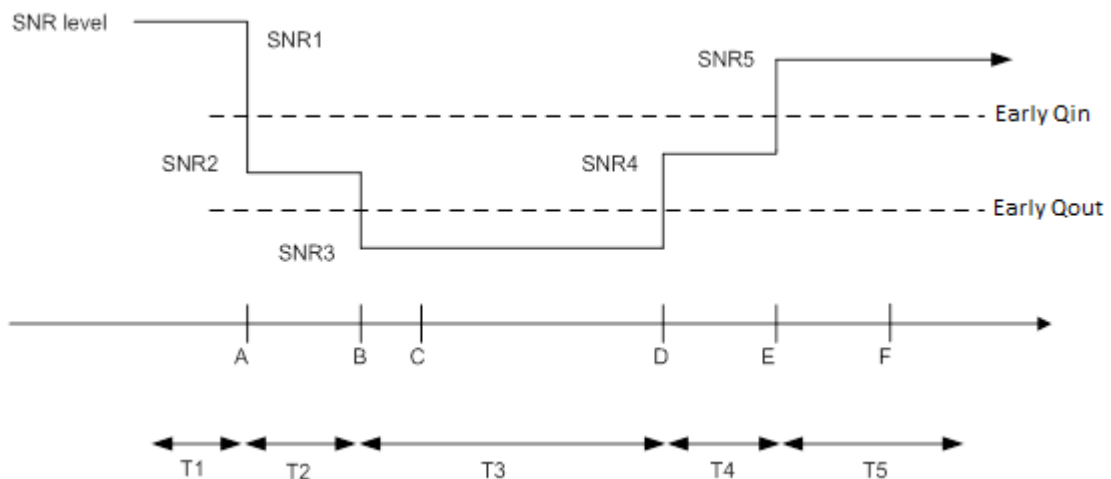 SNR level
SNR1
SNR5
Early Qin
SNR2
SNR4
Early Qout
SNR3
A B C D E F
T1 T2 T3 T4 T5